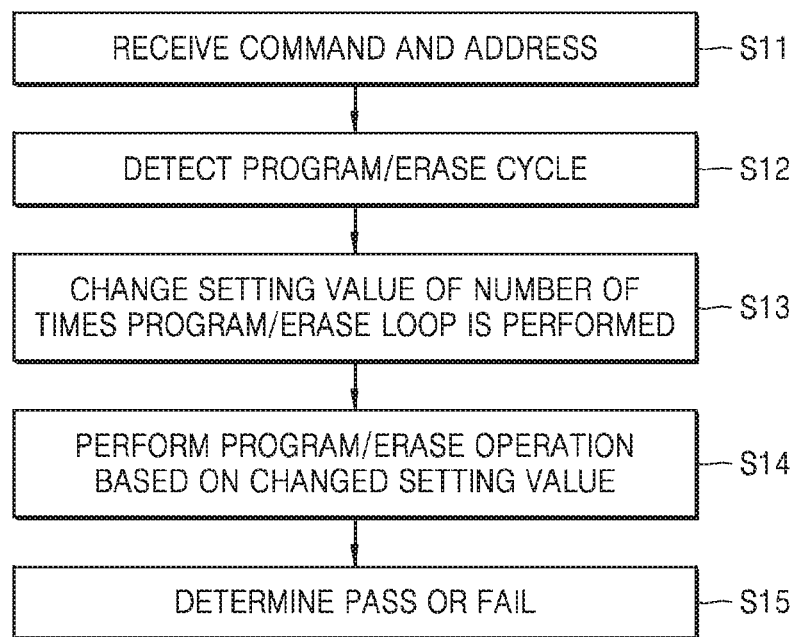 RECEIVE COMMAND AND ADDRESS S11
DETECT PROGRAM/ERASE CYCLE S12
CHANGE SETTING VALUE OF NUMBER OF
TIMES PROGRAM/ERASE LOOP IS PERFORMED S13
PERFORM PROGRAM/ERASE OPERATION
BASED ON CHANGED SETTING VALUE S14
DETERMINE PASS OR FAIL S15